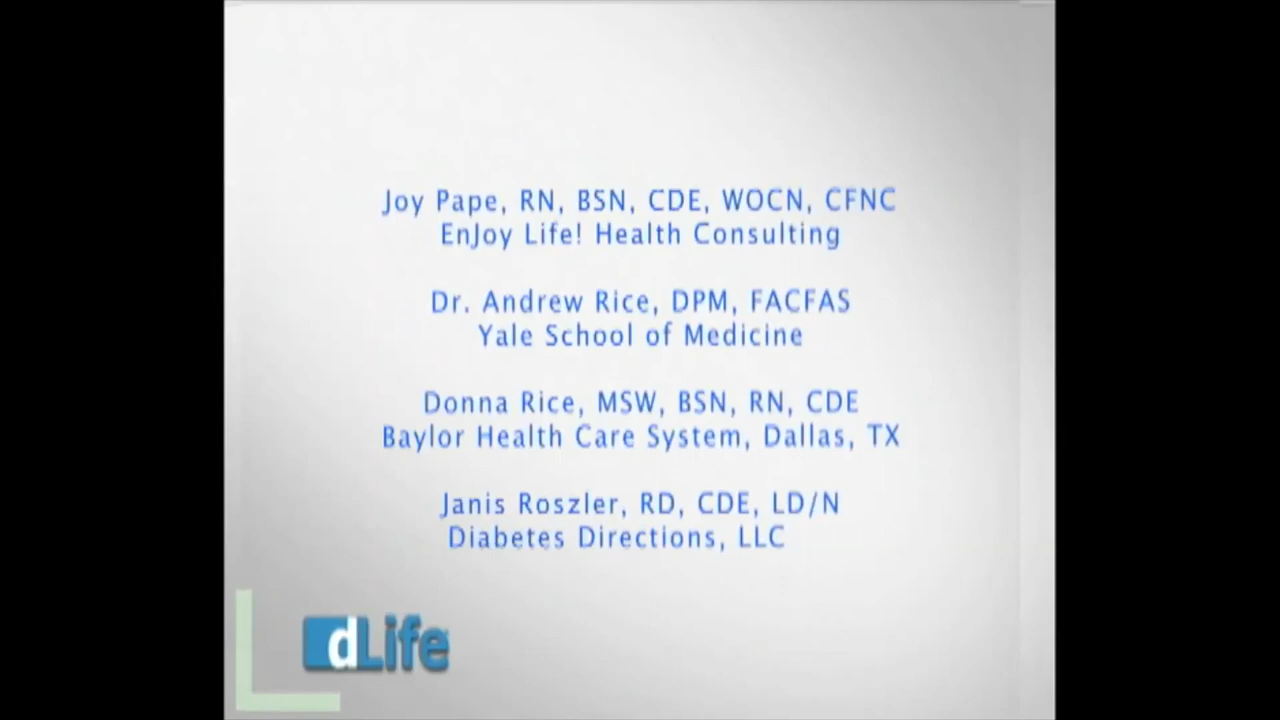 Joy Pape, RN, BSN, CDE, WOCN, CFNC
EnJoy Life! Health Consulting
Dr. Andrew Rice, DPM, FACFAS
Yale School of Medicine
Donna Rice, MSW, BSN, RN, CDE
Baylor Health Care System, Dallas, TX
Janis Roszler, RD, CDE, LD/N
Diabetes Directions, LLC
dLife